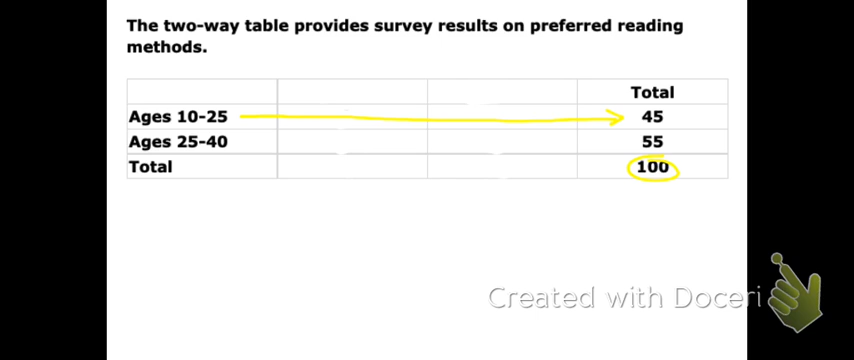 The two-way table provides survey results on preferred reading
methods.
Total
Ages 10-25 45
Ages 25-40 55
Total 100
Created with Doceri